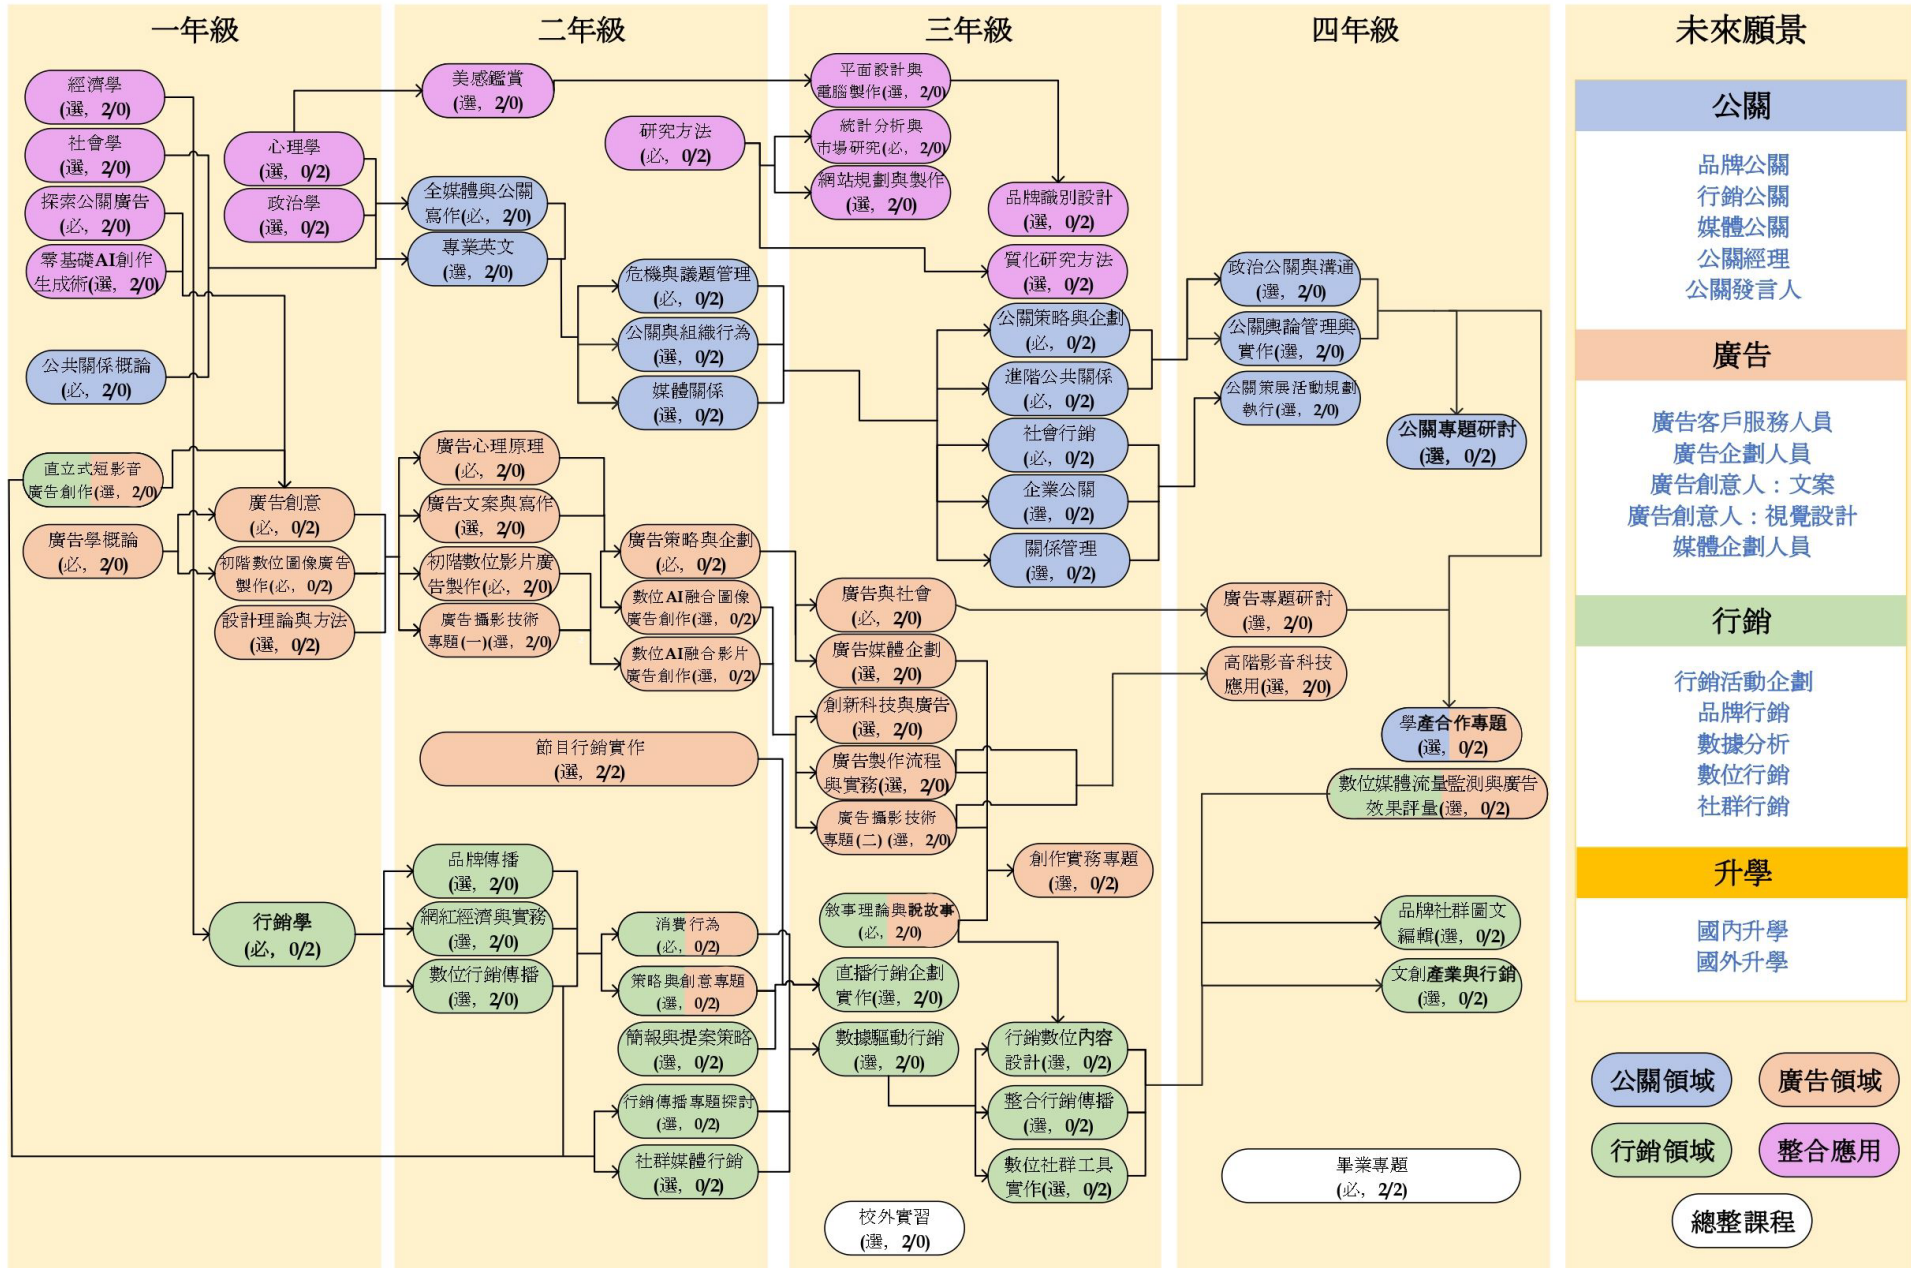 一年級
經濟學
(選, 2/0)
社會學
(選, 2/0)
探索公關廣告
(必, 2/0)
零基礎AI創作
生成術(選, 2/0)
公共關係概論
(必, 2/0)
直立式短影音
廣告創作(選, 2/0)
廣告學概論
(必, 2/0)
心理學
(選, 0/2)
政治學
(選, 0/2)
廣告創意
(必, 0/2)
初階數位圖像廣告
製作(必, 0/2)
設計理論與方法
(選, 0/2)
行銷學
(必, 0/2)
二年級
美感鑑賞
(選, 2/0)
全媒體與公關
寫作(必, 2/0)
專業英文
(選, 2/0)
廣告心理原理
(必, 2/0)
廣告文案與寫作
(選, 2/0)
初階數位影片廣
告製作(必, 2/0)
廣告攝影技術
專題(一)(選, 2/0)
節目行銷實作
(選, 2/2)
品牌傳播
(選, 2/0)
網紅經濟與實務
(選, 2/0)
數位行銷傳播
(選, 2/0)
研究方法
(必, 0/2)
危機與議題管理
(必, 0/2)
公關與組織行為
(選, 0/2)
媒體關係
(選, 0/2)
廣告策略與企劃
(必, 0/2)
數位AI融合圖像
廣告創作(選, 0/2)
數位AI融合影片
廣告創作(選, 0/2)
消費行為
(必, 0/2)
策略與創意專題
(選, 0/2)
簡報與提案策略
(選, 0/2)
行銷傳播專題探討
(選, 0/2)
社群媒體行銷
(選, 0/2)
三年級
平面設計與
電腦製作(選, 2/0)
統計分析與
市場研究(必, 2/0)
網站規劃與製作
(選, 2/0)
廣告與社會
(必, 2/0)
廣告媒體企劃
(選, 2/0)
創新科技與廣告
(選, 2/0)
廣告製作流程
與實務(選, 2/0)
廣告攝影技術
專題(二) (選, 2/0)
敘事理論與說故事
(必, 2/0)
直播行銷企劃
實作(選, 2/0)
數據驅動行銷
(選, 2/0)
校外實習
(選, 2/0)
品牌識別設計
(選, 0/2)
質化研究方法
(選, 0/2)
公關策略與企劃
(必, 0/2)
進階公共關係
(必, 0/2)
社會行銷
(必, 0/2)
企業公關
(選, 0/2)
關係管理
(選, 0/2)
創作實務專題
(選, 0/2)
行銷數位內容
設計(選, 0/2)
整合行銷傳播
(選, 0/2)
數位社群工具
實作(選, 0/2)
四年級
政治公關與溝通
(選, 2/0)
公關輿論管理與
實作(選, 2/0)
公關策展活動規劃
執行(選, 2/0)
公關專題研討
(選, 0/2)
廣告專題研討
(選, 2/0)
高階影音科技
應用(選, 2/0)
學產合作專題
(選, 0/2)
數位媒體流量監測與廣告
效果評量(選, 0/2)
品牌社群圖文
編輯(選, 0/2)
文創產業與行銷
(選, 0/2)
畢業專題
(必, 2/2)
未來願景
公關
品牌公關
行銷公關
媒體公關
公關經理
公關發言人
廣告
廣告客戶服務人員
廣告企劃人員
廣告創意人：文案
廣告創意人：視覺設計
媒體企劃人員
行銷
行銷活動企劃
品牌行銷
數據分析
數位行銷
社群行銷
升學
國內升學
國外升學
公關領域
廣告領域
行銷領域
整合應用
總整課程